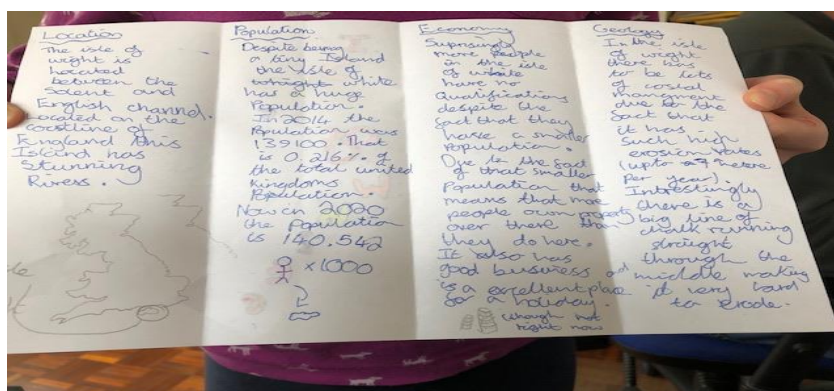 Location
The isle of
wight is
located
between the
Solent and
English channel.
ocated on the
coastline of
England this
Island has
Stunning
Rivess.
Population
Despite being
a tiny Island
the isle of
white
has a huge
Population.
In 2014 the
Population was
139100. That
is 0.216% of
the total united
Kingdoms
Population.
Now in 2020
the population
is 140.542
x1000
Economy
Suprisingly
more people
in the isle
of white
have no
Qualifications
despite the
fact that they
have a smaller
Population.
Due to the fact
of that smaller
Population that
means that more
people own property
over there than
they do here.
It also has
good business and
is a excellent place
for a holiday.
though not
right now
Geology
In the isle
of wight
there has
to be lots
of costal
management
due to the
fact that
it has
such high
erosion rates
(up to a metere
Per year).
Interestingly
there is a
big line of
chalk running
straight
through the
middle making
it very hard
to erode.